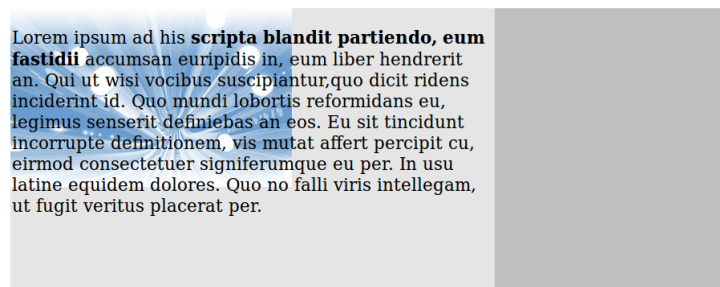 Lorem ipsum ad his scripta blandit partiendo, eum
fastidii accumsan euripidis in, eum liber hendrerit
an. Qui ut wisi vocibus suscipiantur,quo dicit ridens
inciderint id. Quo mundi lobortis reformidans eu,
legimus senserit definiebas an eos. Eu sit tincidunt
incorrupte definitionem, vis mutat affert percipit cu,
eirmod consectetuer signiferumque eu per. In usu
latine equidem dolores. Quo no falli viris intellegam,
ut fugit veritus placerat per.